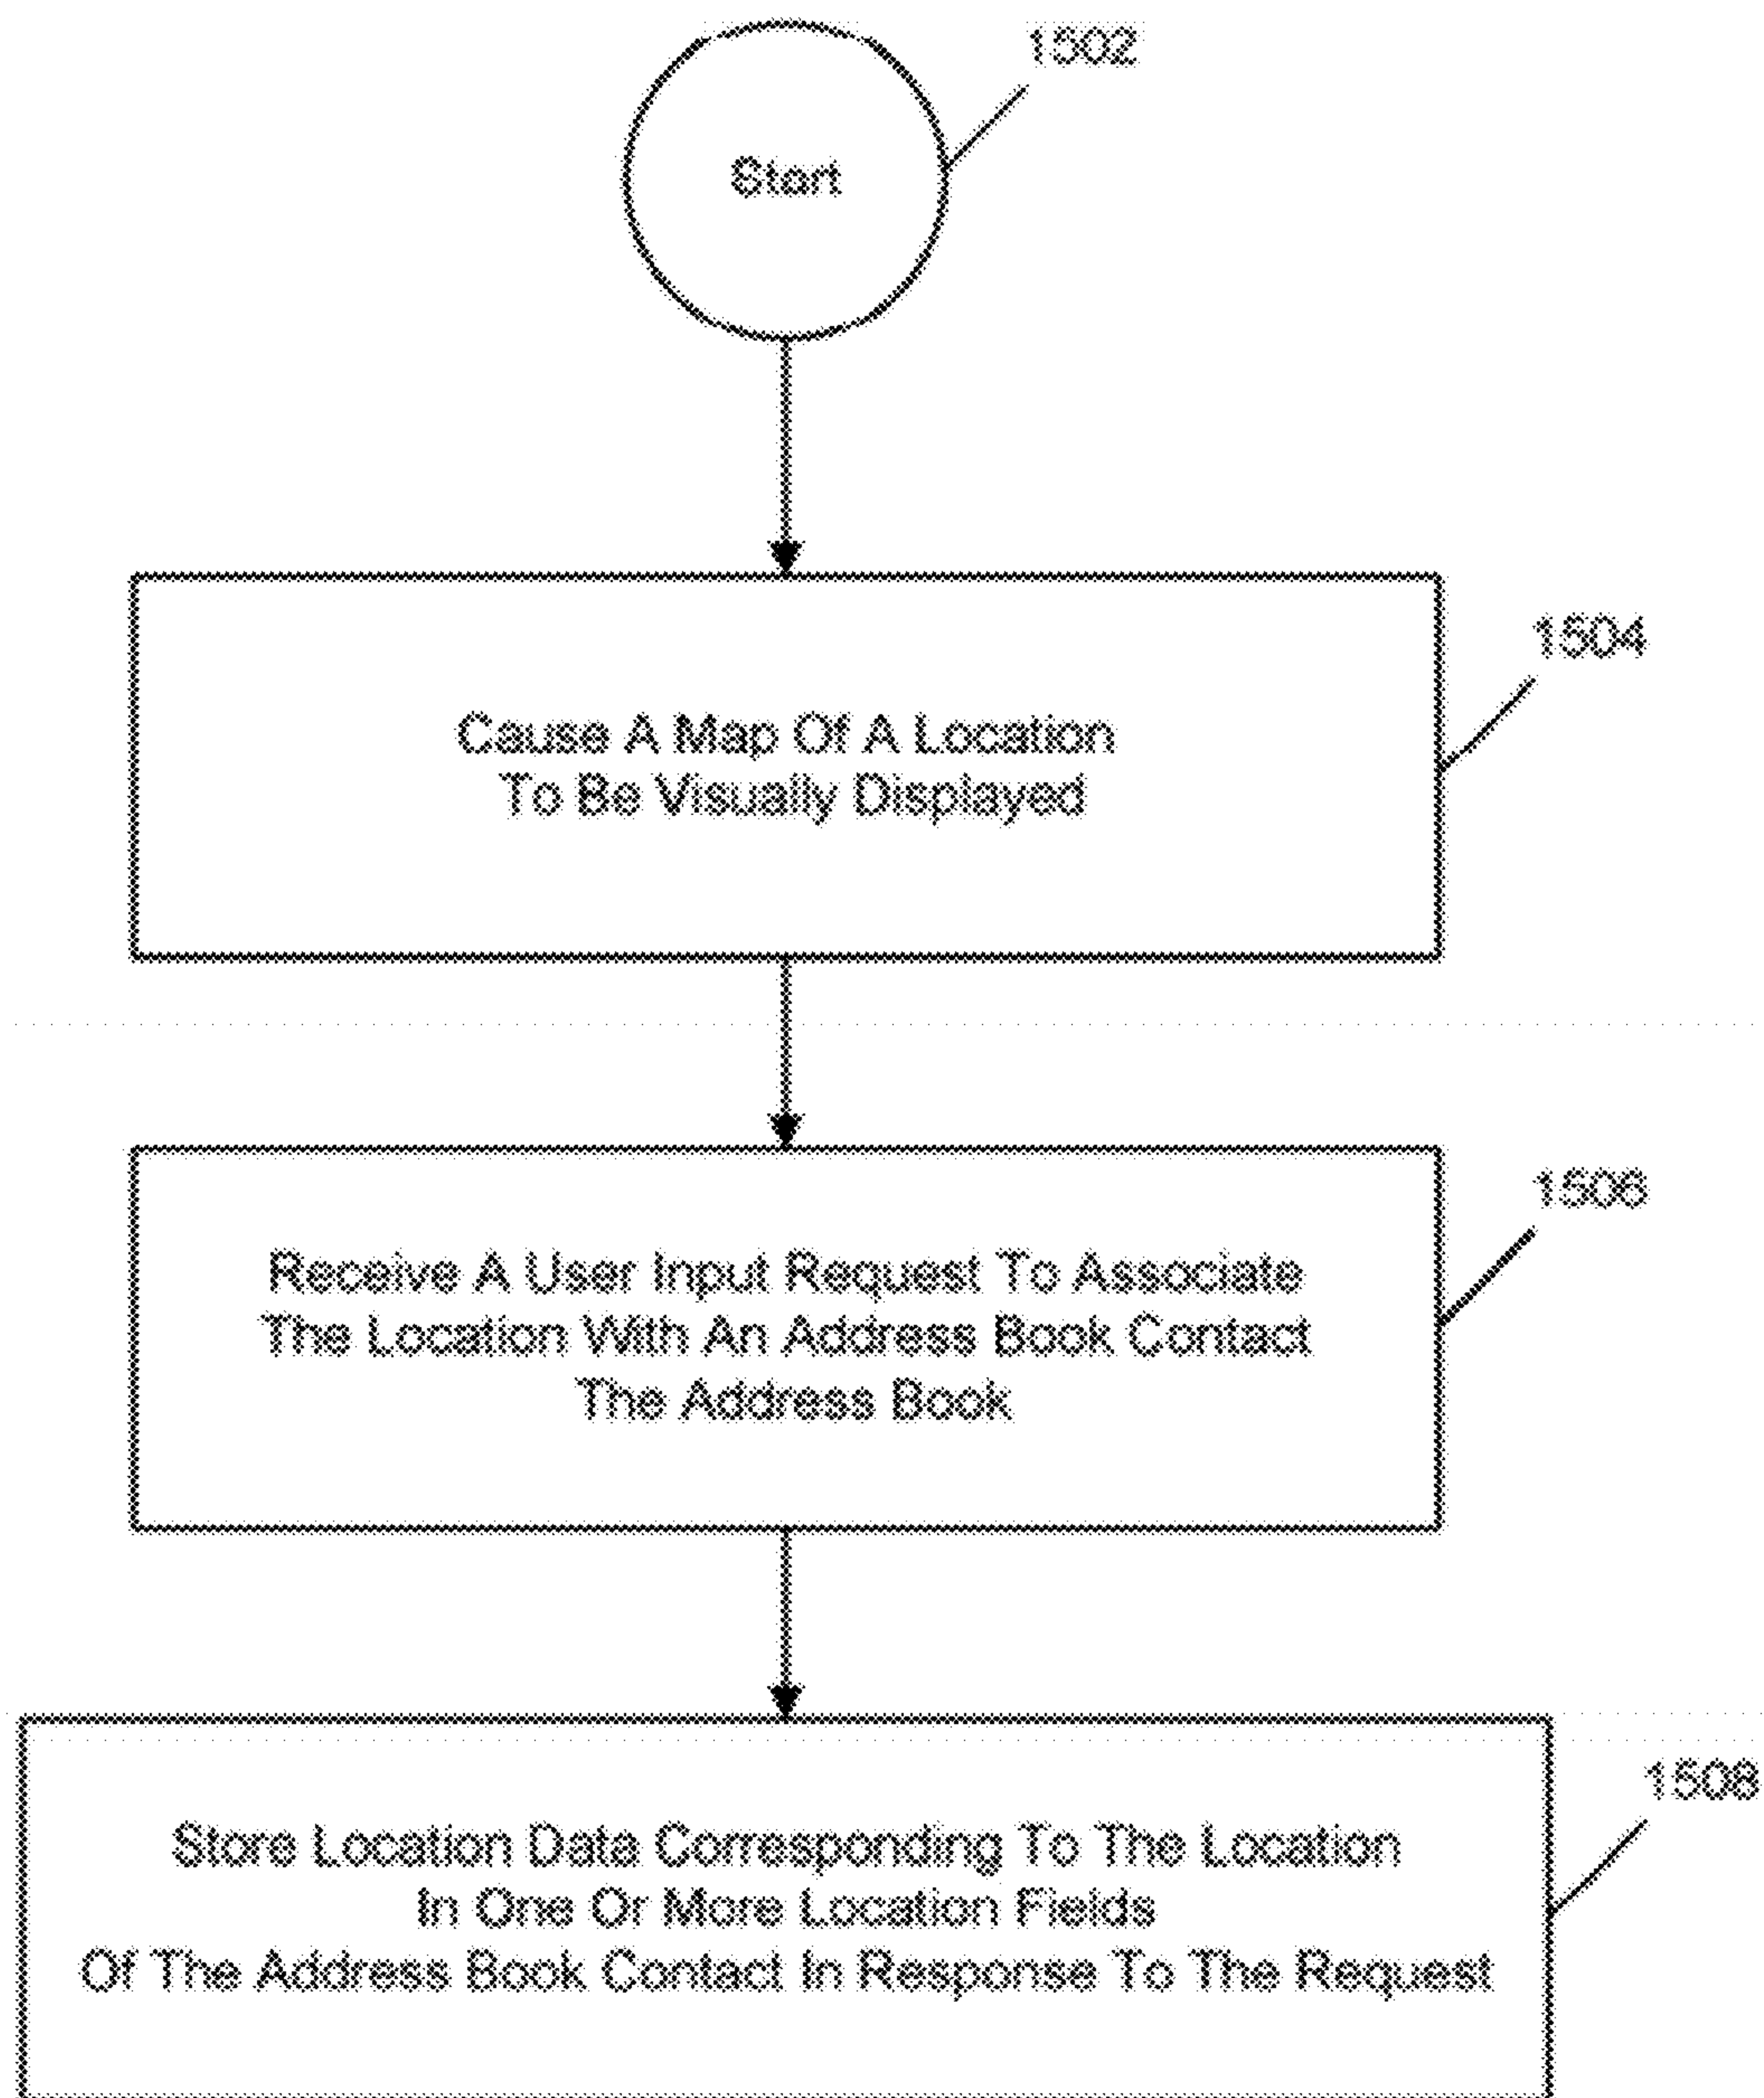 1502
Start
1504
Cause A Map Of A Location
To Be Visually Displayed
1506
Receive A User Input Request To Associate
The Location With An Address Book Contact
The Address Book
1508
Store Location Data Corresponding To The Location
In One Or More Location Fields
Of The Address Book Contact In Response To The Request